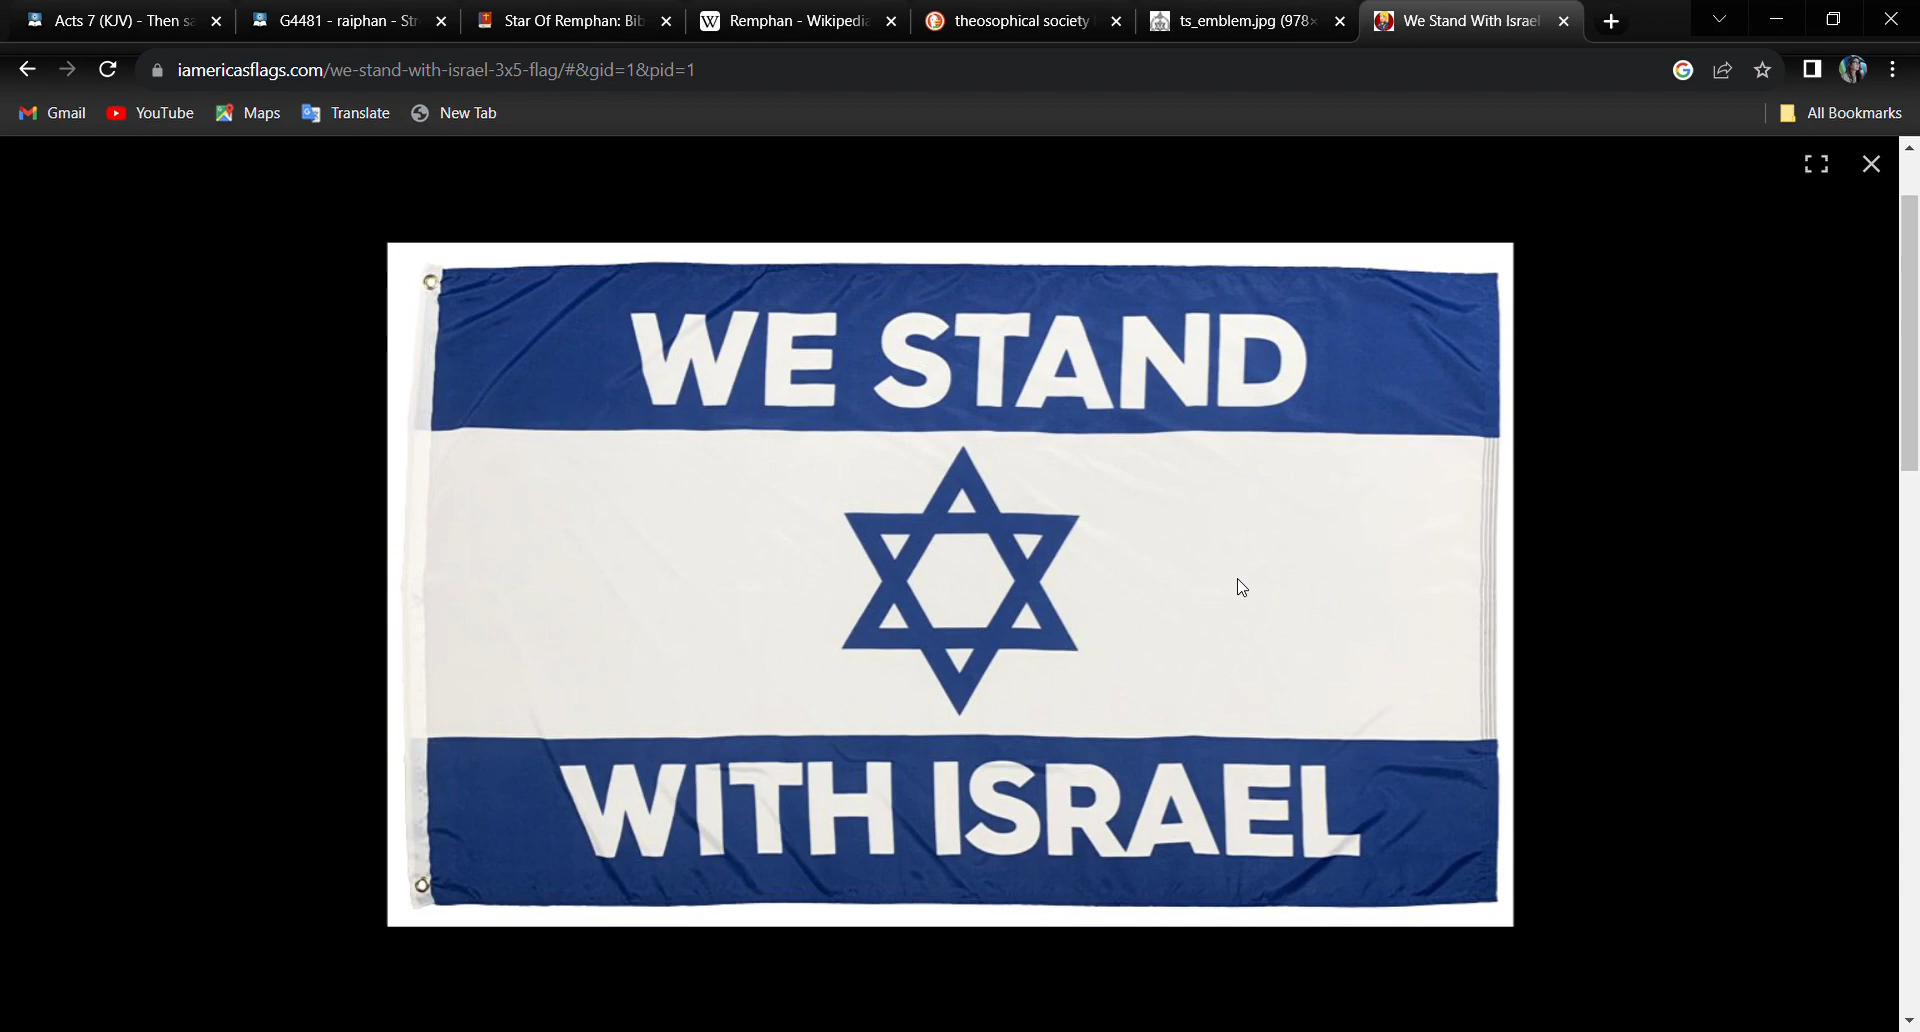 Acts 7 (KJV) - Then sa
G4481 - raiphan - Str
Star Of Remphan: Bib
Remphan - Wikipedia
theosophical society
ts_emblem.jpg (978×
We Stand With Israel
iamericasflags.com/we-stand-with-israel-3x5-flag/#&gid=1&pid=1
Gmail
YouTube
Maps
Translate
New Tab
All Bookmarks
WE STAND
WITH ISRAEL